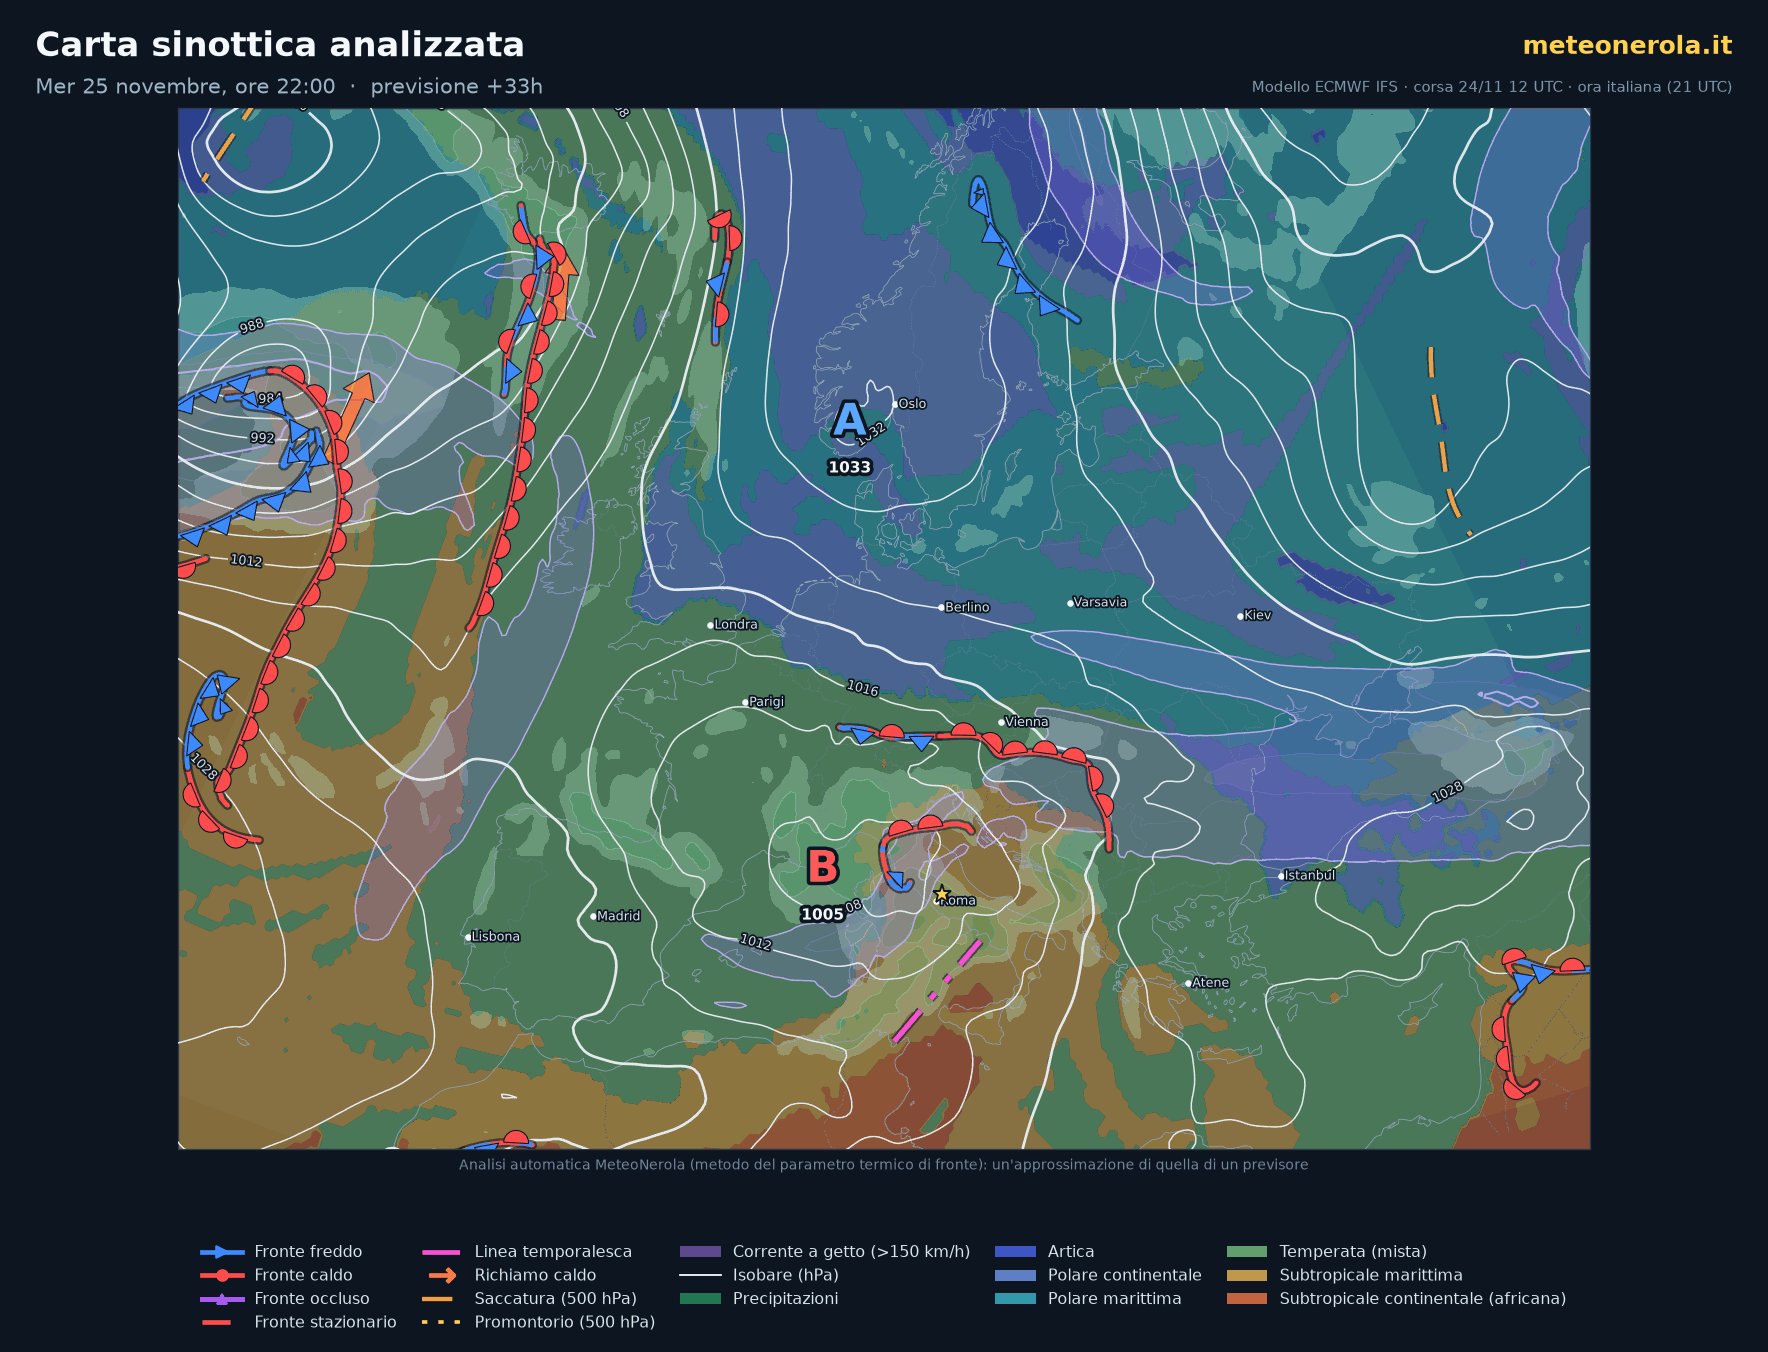 Carta sinottica analizzata
meteonerola.it
Mer 25 novembre, ore 22:00 · previsione +33h
Modello ECMWF IFS · corsa 24/11 12 UTC · ora italiana (21 UTC)
988
984
992
1012
A
Oslo
1032
1033
Berlino
Varsavia
Kiev
Londra
1016
Parigi
Vienna
1028
1028
B
Istanbul
Roma
1005
08
Madrid
Lisbona
1012
Atene
Analisi automatica MeteoNerola (metodo del parametro termico di fronte): un'approssimazione di quella di un previsore
Fronte freddo
Fronte caldo
Fronte occluso
Fronte stazionario
Linea temporalesca
Richiamo caldo
Saccatura (500 hPa)
Promontorio (500 hPa)
Corrente a getto (>150 km/h)
Isobare (hPa)
Precipitazioni
Artica
Polare continentale
Polare marittima
Temperata (mista)
Subtropicale marittima
Subtropicale continentale (africana)